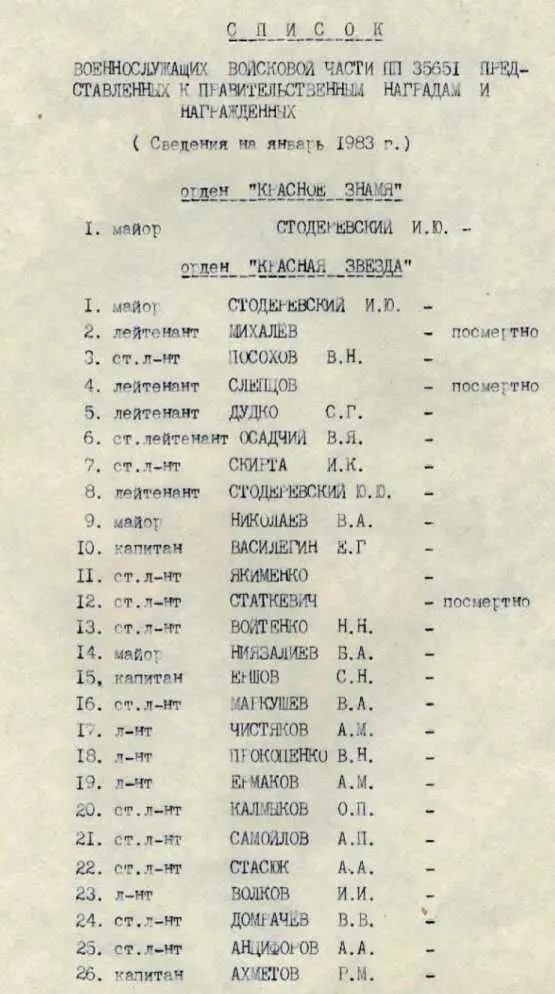 СПИСОК
ВОЕННОСЛУЖАЩИХ ВОЙСКОВОЙ ЧАСТИ ПП 35651 ПРЕД-
СТАВЛЕННЫХ К ПРАВИТЕЛЬСТВЕННЫМ НАГРАДАМ И
НАГРАЖДЕННЫХ
( Сведения на январь 1983 г.)
орден "КРАСНОЕ ЗНАМЯ"
I. майор СТОДЕРЕВСКИЙ И.Ю. -
орден "КРАСНАЯ ЗВЕЗДА"
I. майор СТОДЕРЕВСКИЙ И.Ю. -
2. лейтенант МИХАЛЕВ - посмертно
3. ст.л-нт ПОСОХОВ В.Н. -
4. лейтенант СЛЕПЦОВ - посмертно
5. лейтенант ДУДКО С.Г. -
6. ст.лейтенант ОСАДЧИЙ В.Я. -
7. ст.л-нт СКИРТА И.К. -
8. лейтенант СТОДЕРЕВСКИЙ Ю.Ю. -
9. майор НИКОЛАЕВ В.А. -
I0. капитан ВАСИЛЕГИН Е.Г -
II. ст.л-нт ЯКИМЕНКО -
I2. ст.л-нт СТАТКЕВИЧ - посмертно
I3. ст.л-нт ВОЙТЕНКО Н.Н. -
I4. майор НИЯЗАЛИЕВ Б.А. -
I5, капитан ЕРШОВ С.Н. -
I6. ст.л-нт МАРКУШЕВ В.А. -
I7. л-нт ЧИСТЯКОВ А.М. -
I8. л-нт ПРОКОПЕНКО В.Н. -
I9. л-нт ЕРМАКОВ А.М. -
20. ст.л-нт КАЛМЫКОВ О.П. -
2I. ст.л-нт САМОЙЛОВ А.П. -
22. ст.л-нт СТАСЮК А.А. -
23. л-нт ВОЛКОВ И.И. -
24. ст.л-нт ДОМРАЧЕВ В.В. -
25. ст.л-нт АНЦИФОРОВ А.А. -
26. капитан АХМЕТОВ Р.М. -